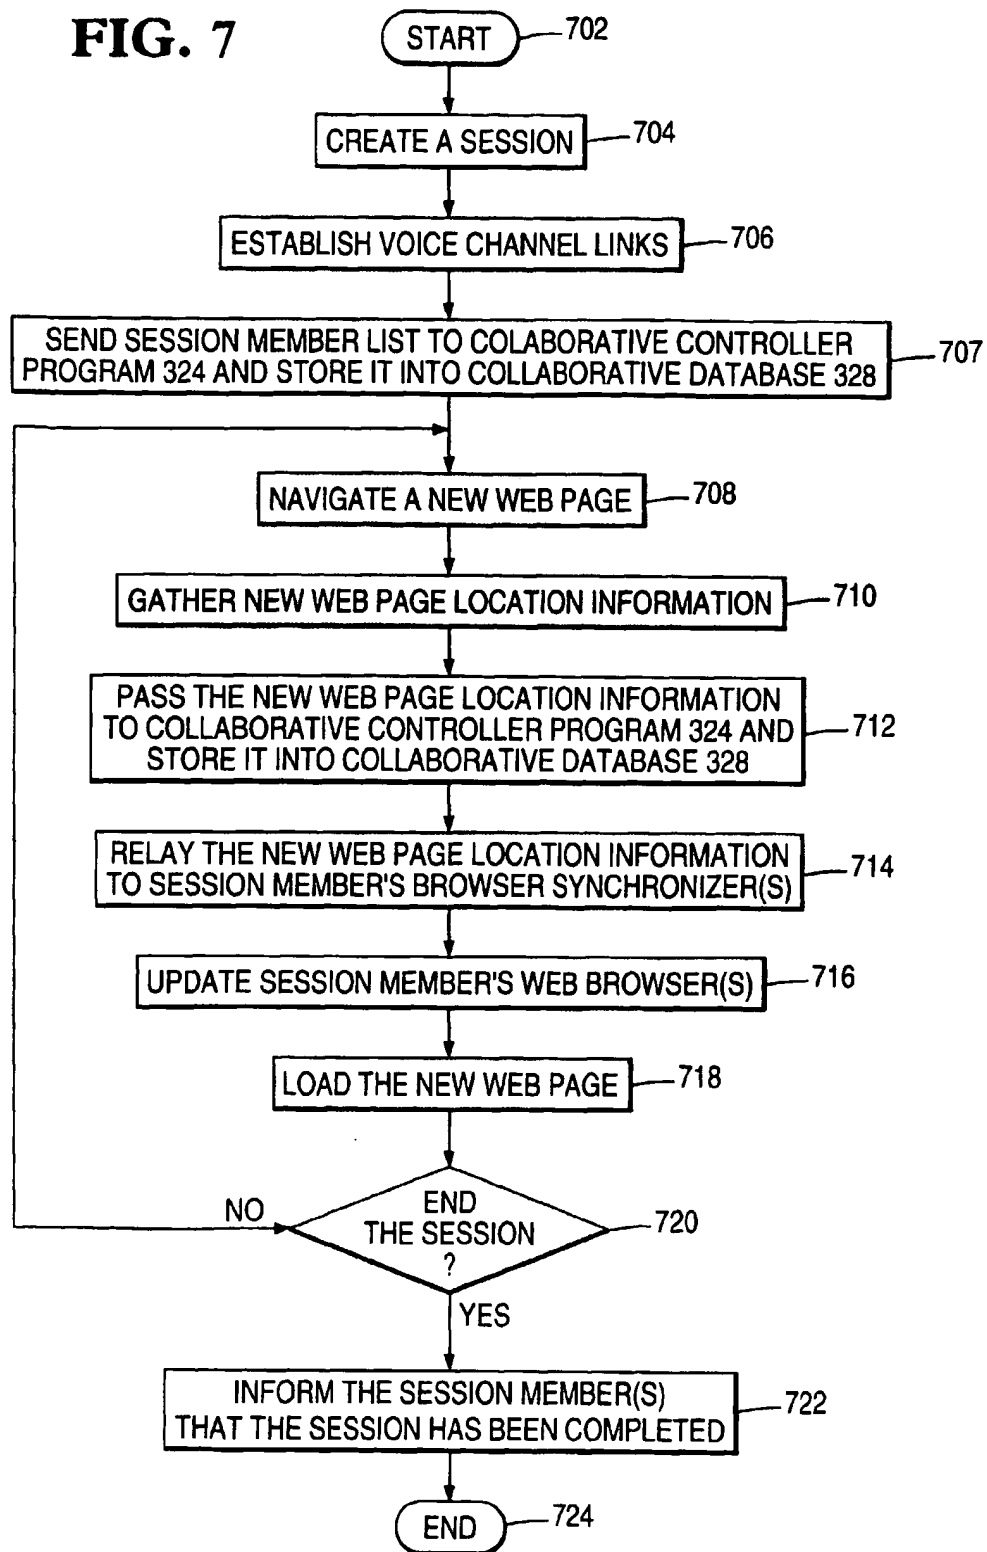 FIG. 7
START
702
CREATE A SESSION
704
ESTABLISH VOICE CHANNEL LINKS
706
SEND SESSION MEMBER LIST TO COLABORATIVE CONTROLLER
PROGRAM 324 AND STORE IT INTO COLLABORATIVE DATABASE 328
707
NAVIGATE A NEW WEB PAGE
708
GATHER NEW WEB PAGE LOCATION INFORMATION
710
PASS THE NEW WEB PAGE LOCATION INFORMATION
TO COLLABORATIVE CONTROLLER PROGRAM 324 AND
STORE IT INTO COLLABORATIVE DATABASE 328
712
RELAY THE NEW WEB PAGE LOCATION INFORMATION
TO SESSION MEMBER'S BROWSER SYNCHRONIZER(S)
714
UPDATE SESSION MEMBER'S WEB BROWSER(S)
716
LOAD THE NEW WEB PAGE
718
NO
END
THE SESSION
?
720
YES
INFORM THE SESSION MEMBER(S)
THAT THE SESSION HAS BEEN COMPLETED
722
END
724